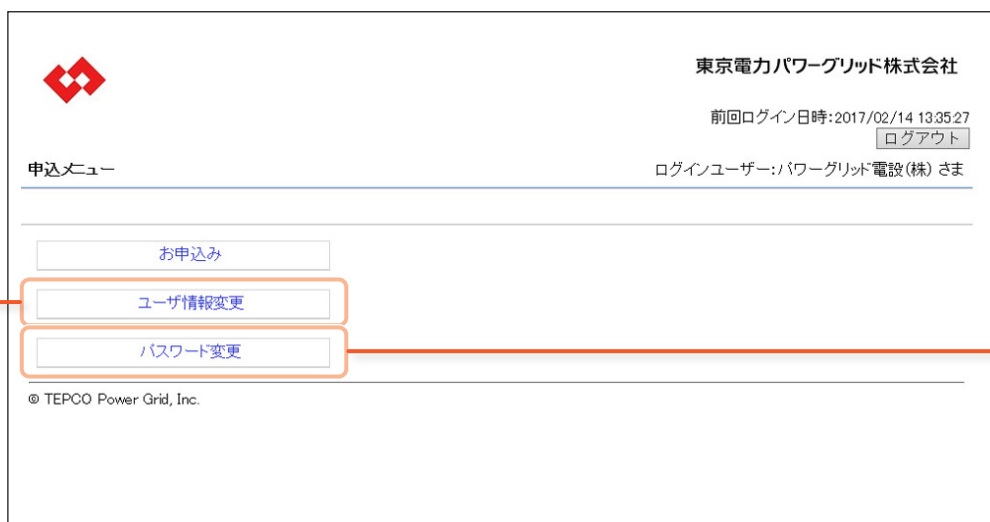 東京電力パワーグリッド株式会社
前回ログイン日時:2017/02/14 13:35:27
ログアウト
申込メニュー
ログインユーザー:パワーグリッド電設(株) さま
お申込み
ユーザ情報変更
パスワード変更
© TEPCO Power Grid, Inc.